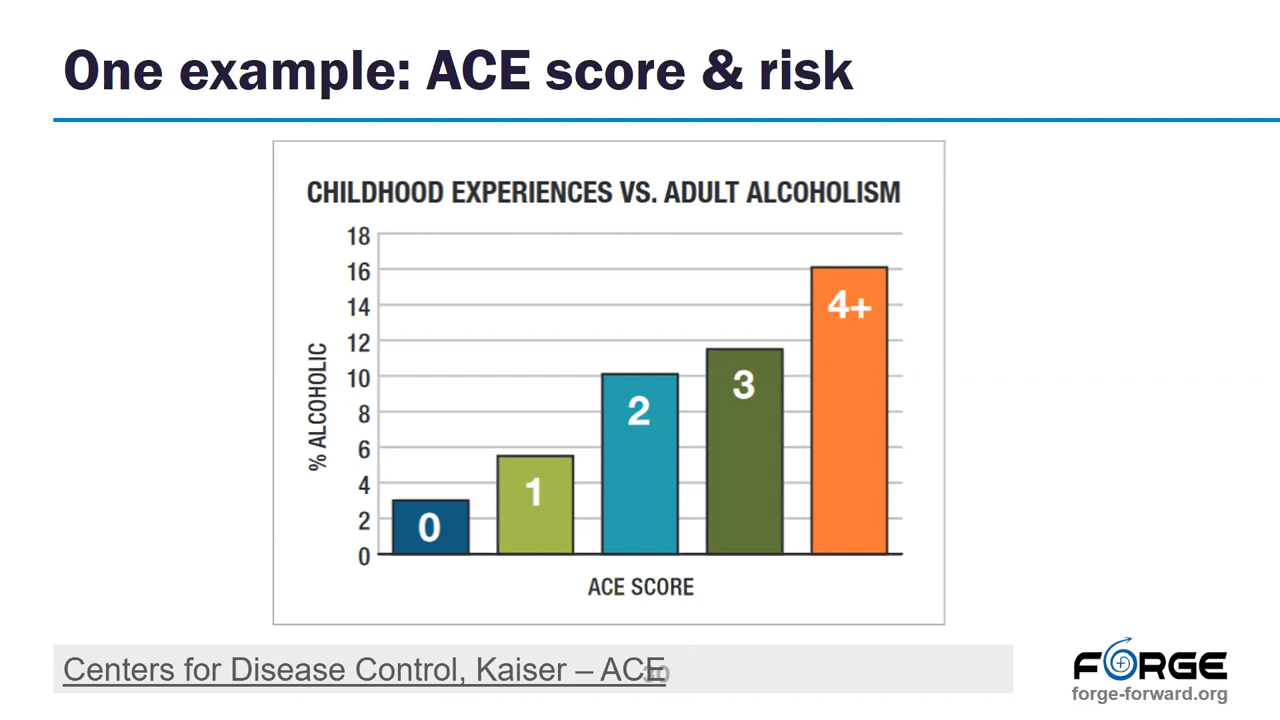 One example: ACE score & risk
CHILDHOOD EXPERIENCES VS. ADULT ALCOHOLISM
18
16
14
12
10
8
6
4
2
0
% ALCOHOLIC
0
1
2
3
4+
ACE SCORE
Centers for Disease Control, Kaiser – ACE
30
FORGE
forge-forward.org